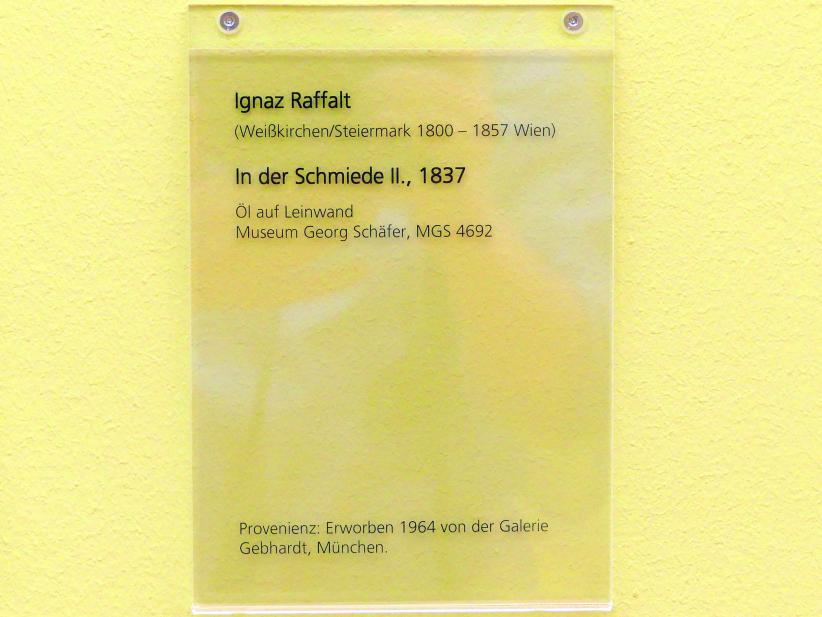 Ignaz Raffalt
(Weißkirchen/Steiermark 1800 – 1857 Wien)
In der Schmiede II., 1837
Öl auf Leinwand
Museum Georg Schäfer, MGS 4692
Provenienz: Erworben 1964 von der Galerie
Gebhardt, München.